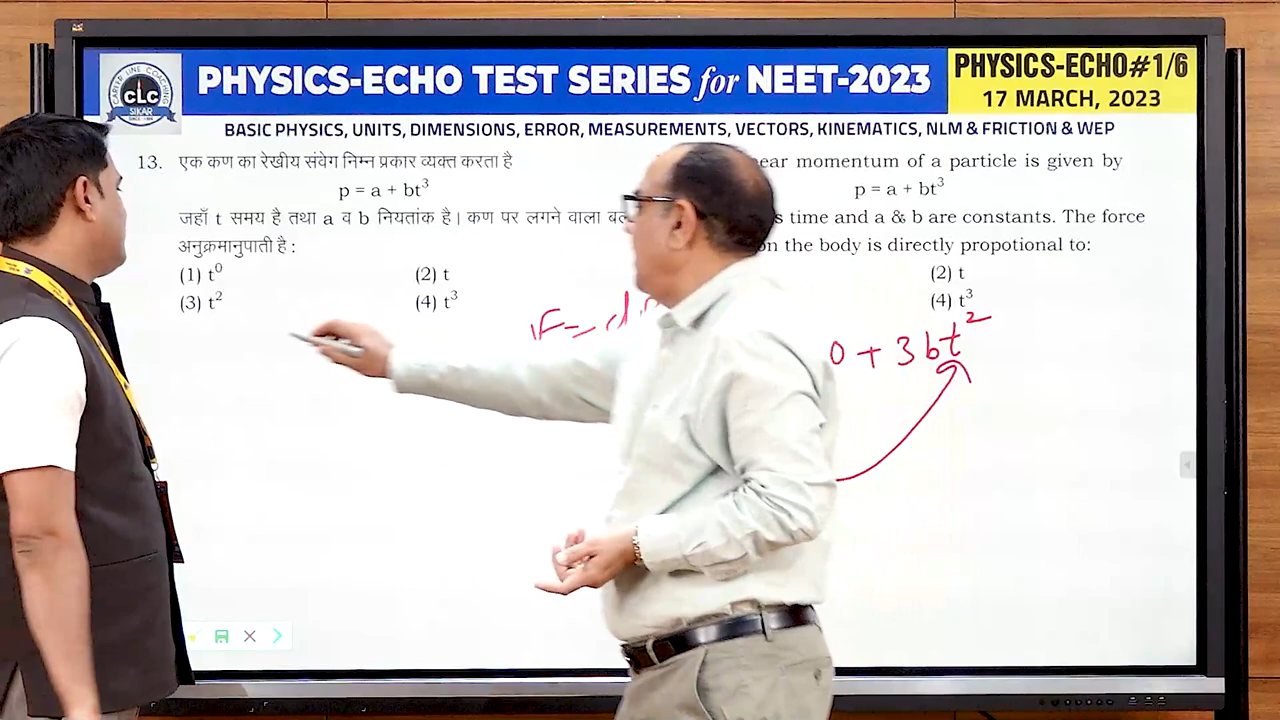 PHYSICS-ECHO TEST SERIES for NEET-2023
PHYSICS-ECHO#1/6
17 MARCH, 2023
CAREER LINE COACHING
CLC
SIKAR
BASIC PHYSICS, UNITS, DIMENSIONS, ERROR, MEASUREMENTS, VECTORS, KINEMATICS, NLM & FRICTION & WEP
13. एक कण का रेखीय संवेग निम्न प्रकार व्यक्त करता है
p = a + bt³
जहाँ t समय है तथा a व b नियतांक है। कण पर लगने वाला
अनुक्रमानुपाती है :
(1) t⁰ (2) t
(3) t² (4) t³
momentum of a particle is given by
p = a + bt³
time and a & b are constants. The force
on the body is directly propotional to:
(2) t
(4) t³
F =
0 + 3bt²